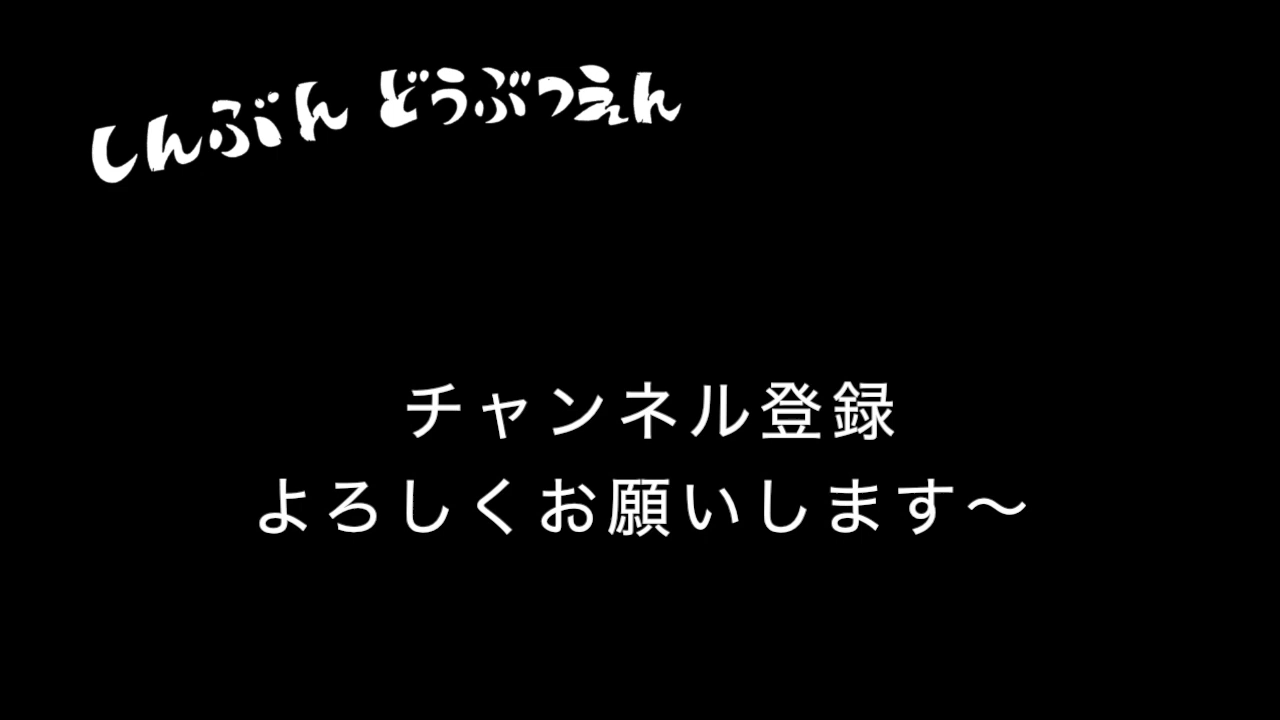 しんぶん どうぶつえん
チャンネル登録
よろしくお願いします〜